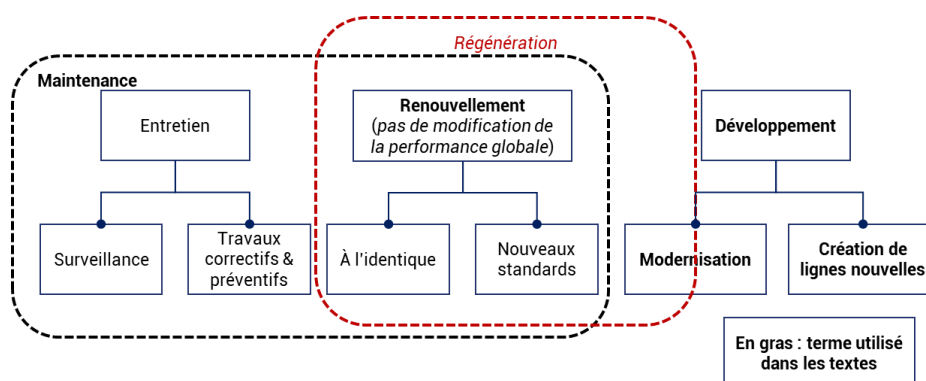 Régénération
Maintenance
Entretien
Renouvellement
(pas de modification de
la performance globale)
Développement
Surveillance
Travaux
correctifs &
préventifs
À l'identique
Nouveaux
standards
Modernisation
Création de
lignes nouvelles
En gras : terme utilisé
dans les textes